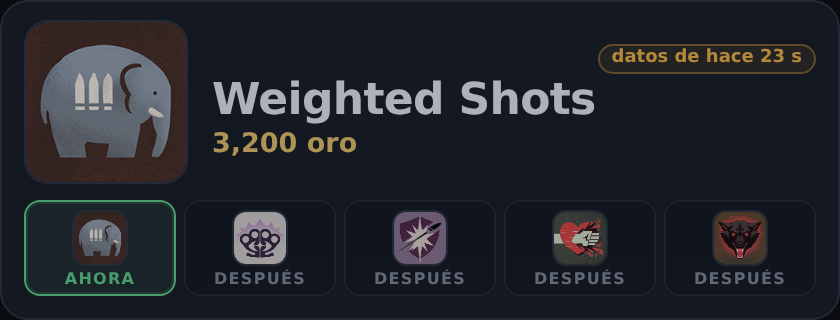 datos de hace 23 s
Weighted Shots
3,200 oro
AHORA
DESPUÉS
DESPUÉS
DESPUÉS
DESPUÉS